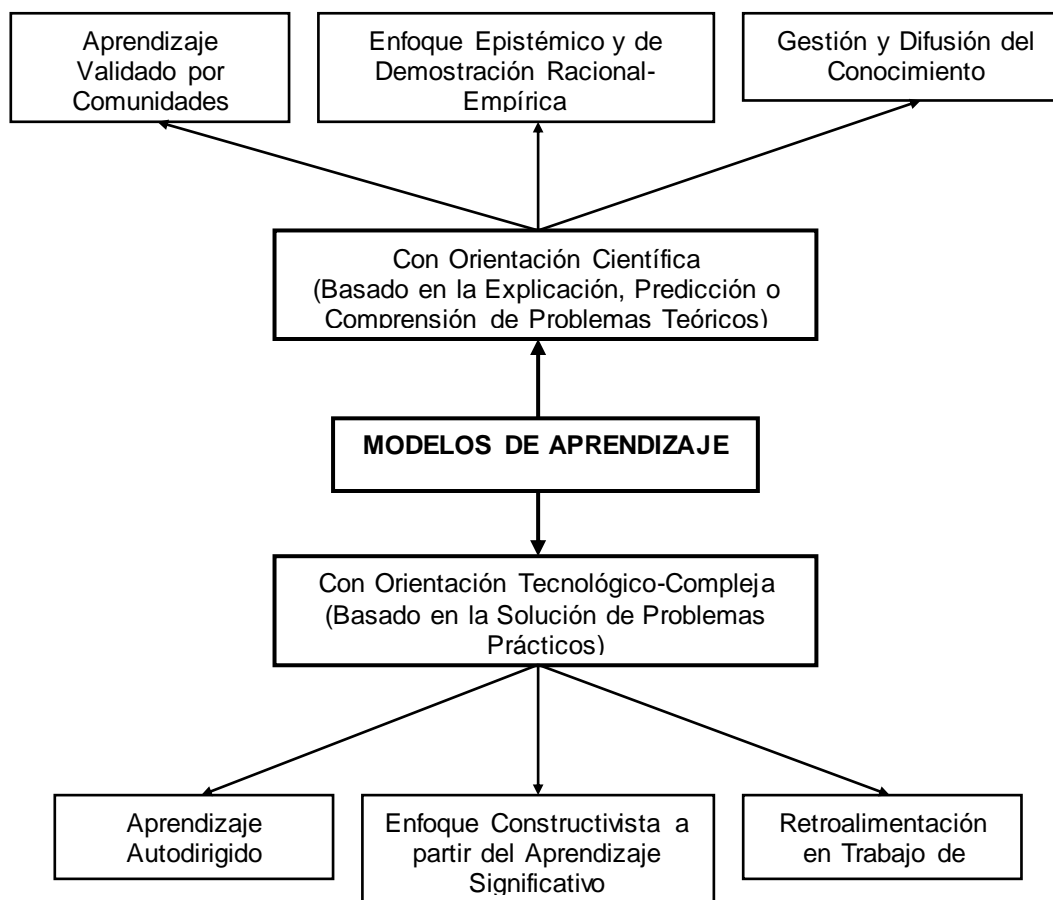 Aprendizaje
Validado por
Comunidades
Enfoque Epistémico y de
Demostración Racional-
Empírica
Gestión y Difusión del
Conocimiento
Con Orientación Científica
(Basado en la Explicación, Predicción o
Comprensión de Problemas Teóricos)
MODELOS DE APRENDIZAJE
Con Orientación Tecnológico-Compleja
(Basado en la Solución de Problemas
Prácticos)
Aprendizaje
Autodirigido
Enfoque Constructivista a
partir del Aprendizaje
Significativo
Retroalimentación
en Trabajo de